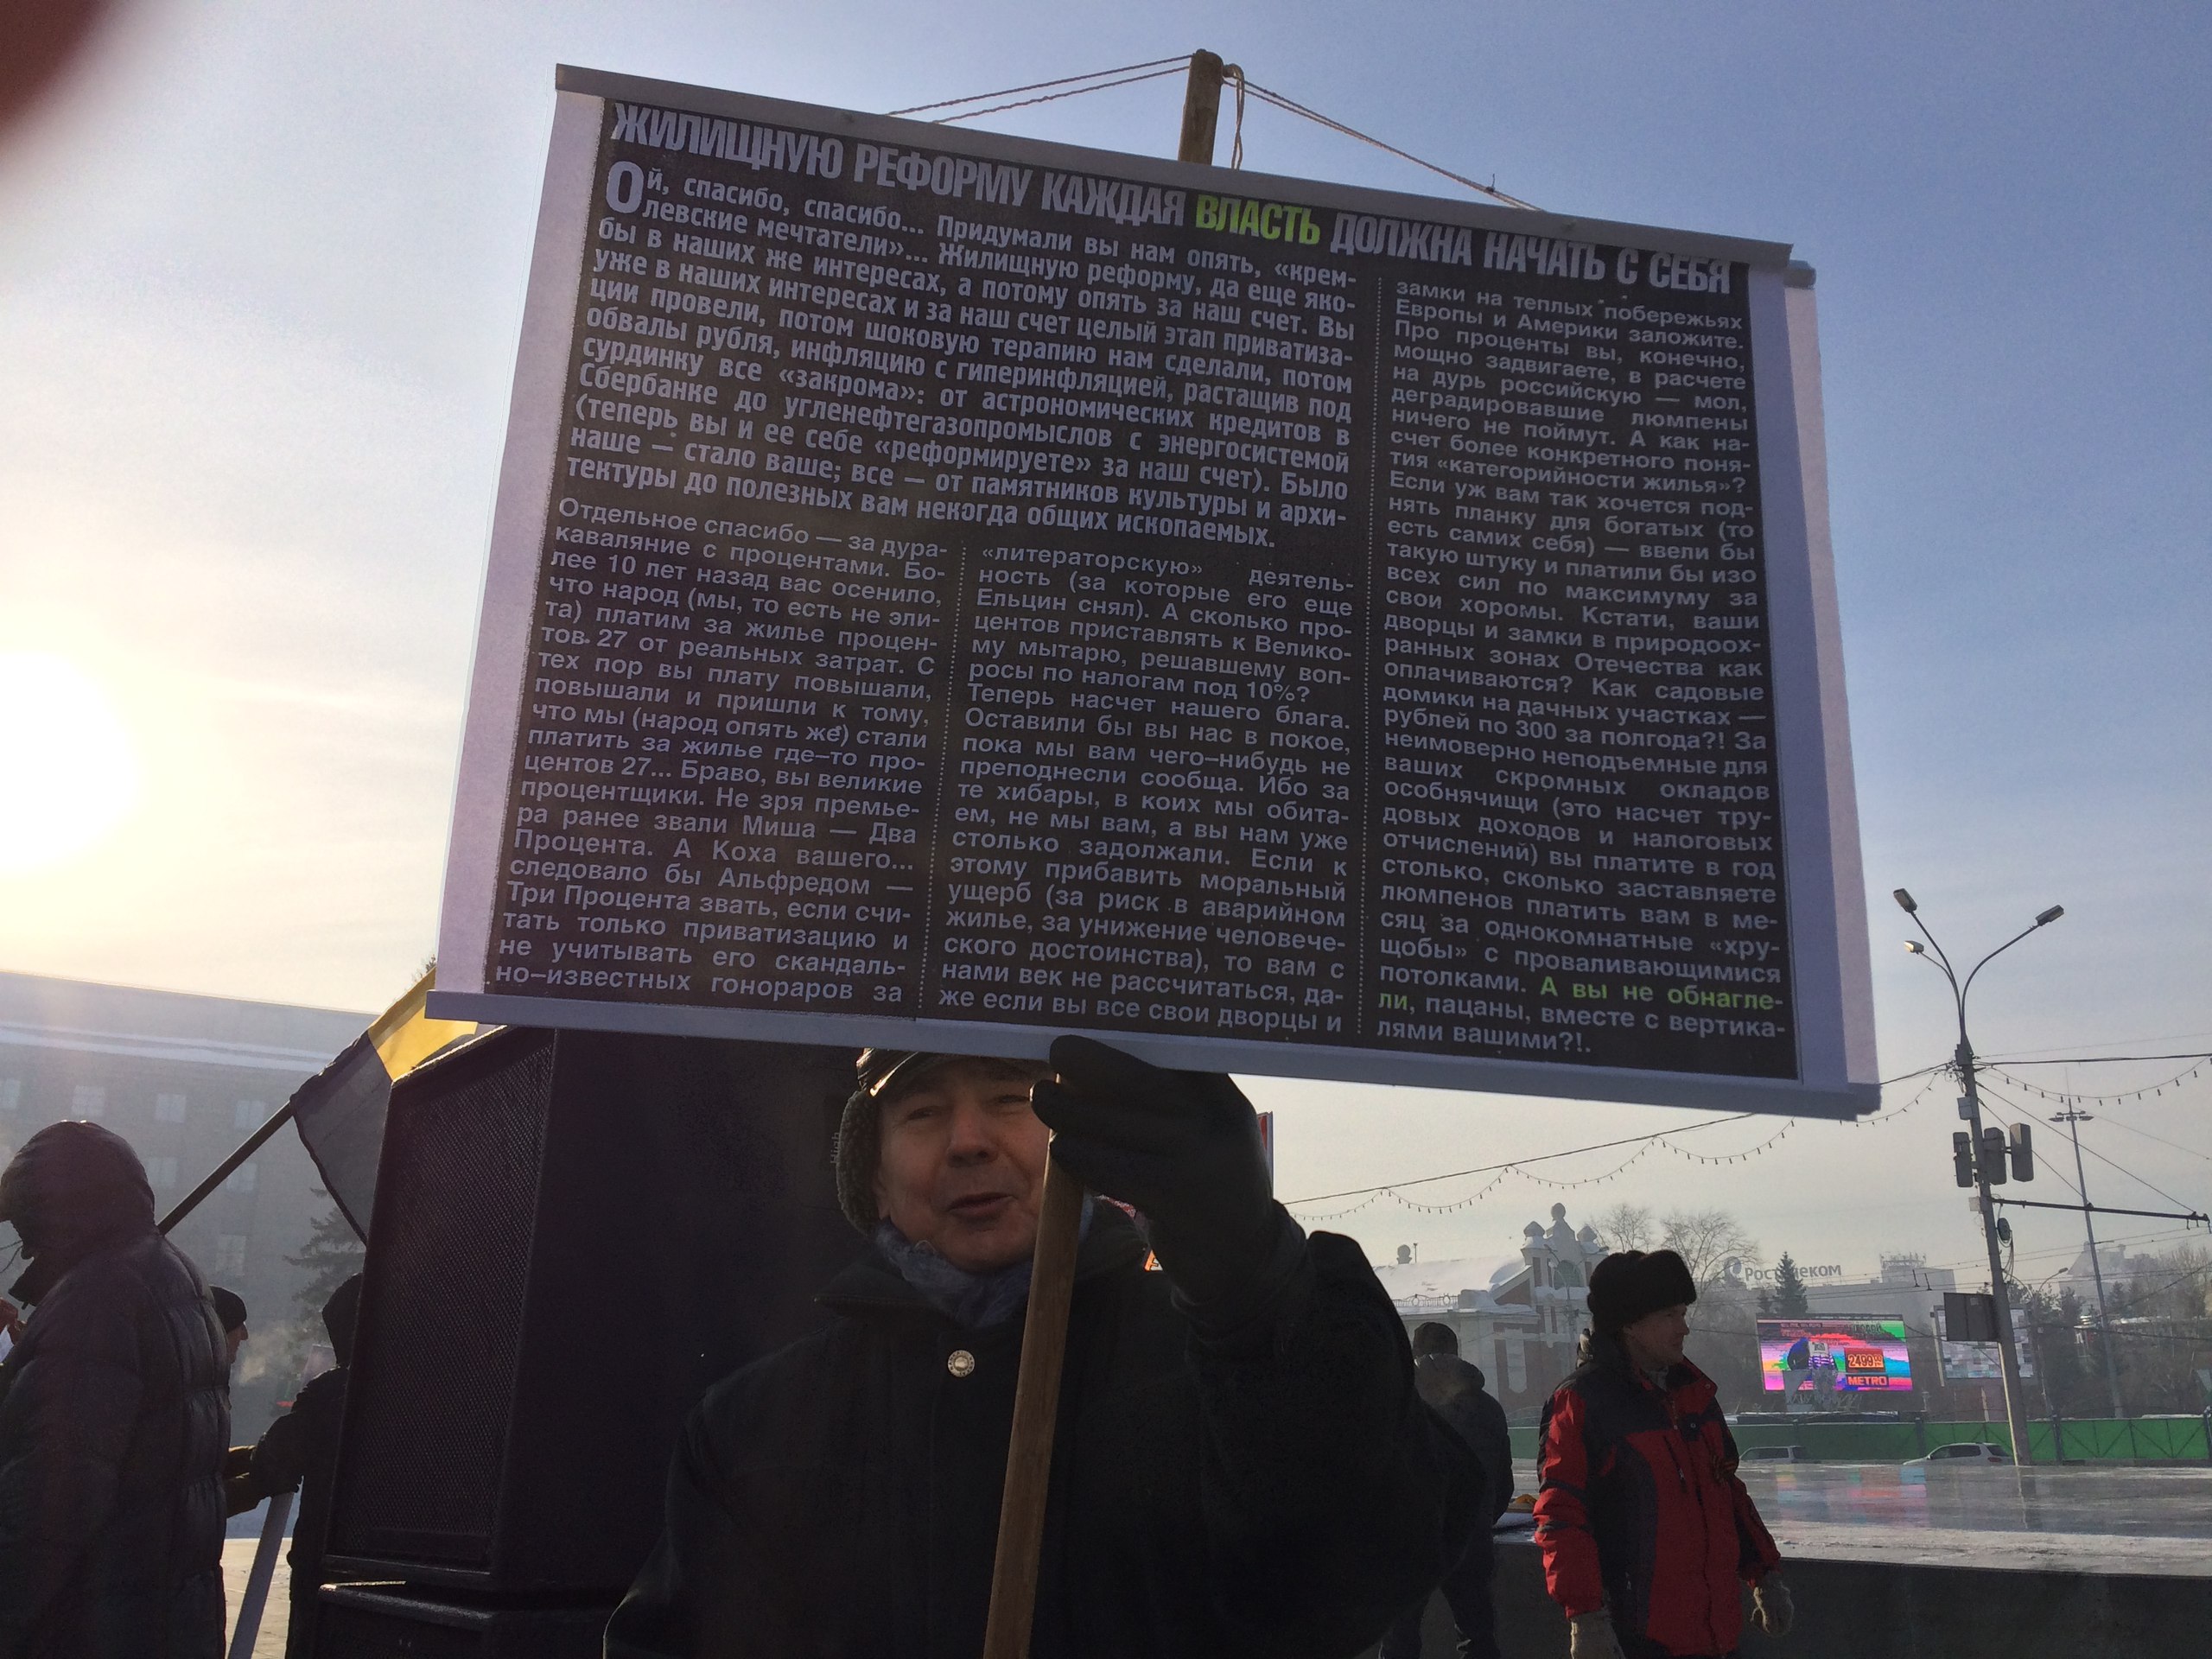 ЖИЛИЩНУЮ РЕФОРМУ КАЖДАЯ ВЛАСТЬ ДОЛЖНА НАЧАТЬ С СЕБЯ
Ой, спасибо, спасибо... Придумали вы нам опять, «крем-
левские мечтатели»... Жилищную реформу, да еще яко-
бы в наших же интересах, а потому опять за наш счет. Вы
уже в наших интересах и за наш счет целый этап приватиза-
ции провели, потом шоковую терапию нам сделали, потом
обвалы рубля, инфляцию с гиперинфляцией, растащив под
сурдинку все «закрома»: от астрономических кредитов в
Сбербанке до угленефтегазопромыслов с энергосистемой
(теперь вы и ее себе «реформируете» за наш счет). Было
наше — стало ваше; все — от памятников культуры и архи-
тектуры до полезных вам некогда общих ископаемых.
Отдельное спасибо — за дура-
каваляние с процентами. Бо-
лее 10 лет назад вас осенило,
что народ (мы, то есть не эли-
та) платим за жилье процен-
тов 27 от реальных затрат. С
тех пор вы плату повышали,
повышали и пришли к тому,
что мы (народ опять же) стали
платить за жилье где–то про-
центов 27... Браво, вы великие
процентщики. Не зря премье-
ра ранее звали Миша — Два
Процента. А Коха вашего...
следовало бы Альфредом —
Три Процента звать, если счи-
тать только приватизацию и
не учитывать его скандаль-
но–известных гонораров за
«литераторскую» деятель-
ность (за которые его еще
Ельцин снял). А сколько про-
центов приставлять к Велико-
му мытарю, решавшему воп-
росы по налогам под 10%?
Теперь насчет нашего блага.
Оставили бы вы нас в покое,
пока мы вам чего–нибудь не
преподнесли сообща. Ибо за
те хибары, в коих мы обита-
ем, не мы вам, а вы нам уже
столько задолжали. Если к
этому прибавить моральный
ущерб (за риск в аварийном
жилье, за унижение человече-
ского достоинства), то вам с
нами век не рассчитаться, да-
же если вы все свои дворцы и
замки на теплых побережьях
Европы и Америки заложите.
Про проценты вы, конечно,
мощно задвигаете, в расчете
на дурь российскую — мол,
деградировавшие люмпены
ничего не поймут. А как на-
счет более конкретного поня-
тия «категорийности жилья»?
Если уж вам так хочется под-
нять планку для богатых (то
есть самих себя) — ввели бы
такую штуку и платили бы изо
всех сил по максимуму за
свои хоромы. Кстати, ваши
дворцы и замки в природоох-
ранных зонах Отечества как
оплачиваются? Как садовые
домики на дачных участках —
рублей по 300 за полгода?! За
неимоверно неподъемные для
ваших скромных окладов
особнячищи (это насчет тру-
довых доходов и налоговых
отчислений) вы платите в год
столько, сколько заставляете
люмпенов платить вам в ме-
сяц за однокомнатные «хру-
щобы» с проваливающимися
потолками. А вы не обнагле-
ли, пацаны, вместе с вертика-
лями вашими?!.
High
Ростелеком
2499
METRO